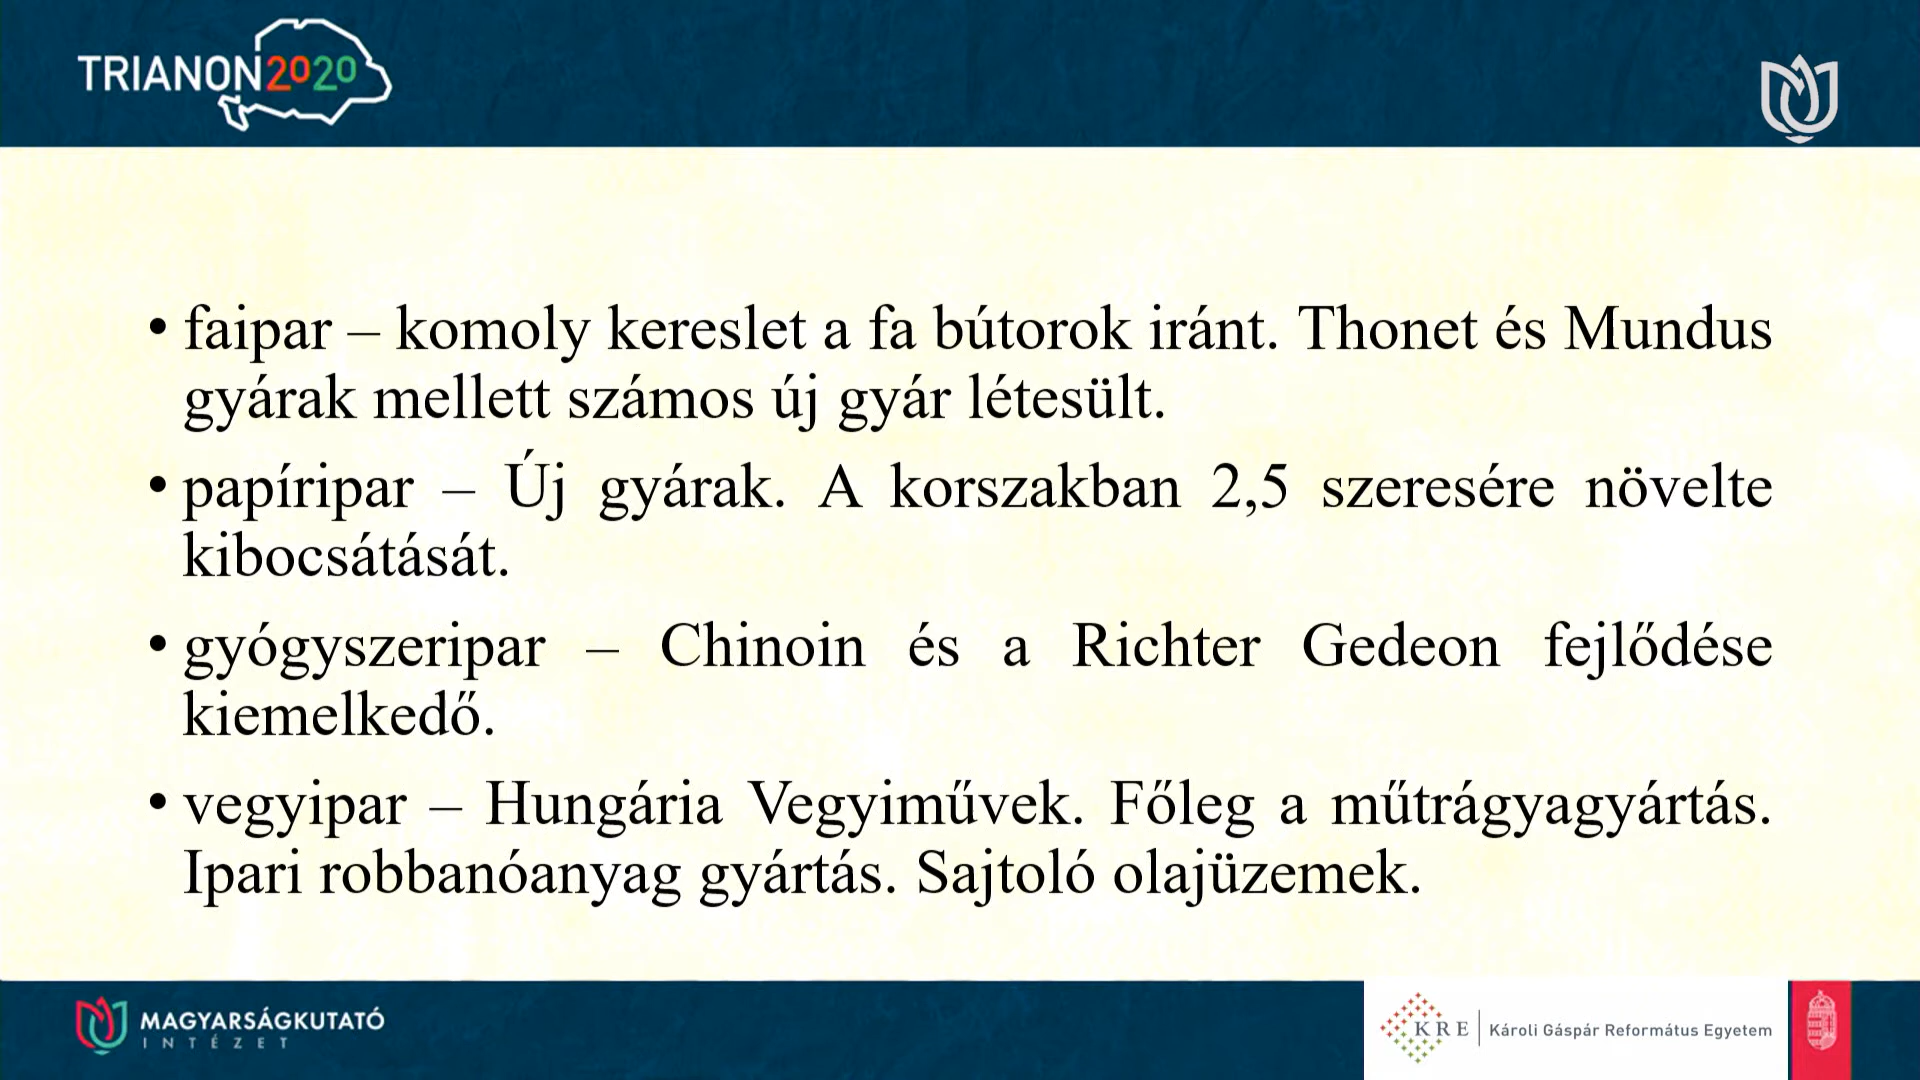 TRIANON2020
• faipar – komoly kereslet a fa bútorok iránt. Thonet és Mundus
gyárak mellett számos új gyár létesült.
• papíripar – Új gyárak. A korszakban 2,5 szeresére növelte
kibocsátását.
• gyógyszeripar – Chinoin és a Richter Gedeon fejlődése
kiemelkedő.
• vegyipar – Hungária Vegyiművek. Főleg a műtrágyagyártás.
Ipari robbanóanyag gyártás. Sajtoló olajüzemek.
MAGYARSÁGKUTATÓ
INTÉZET
KRE | Károli Gáspár Református Egyetem